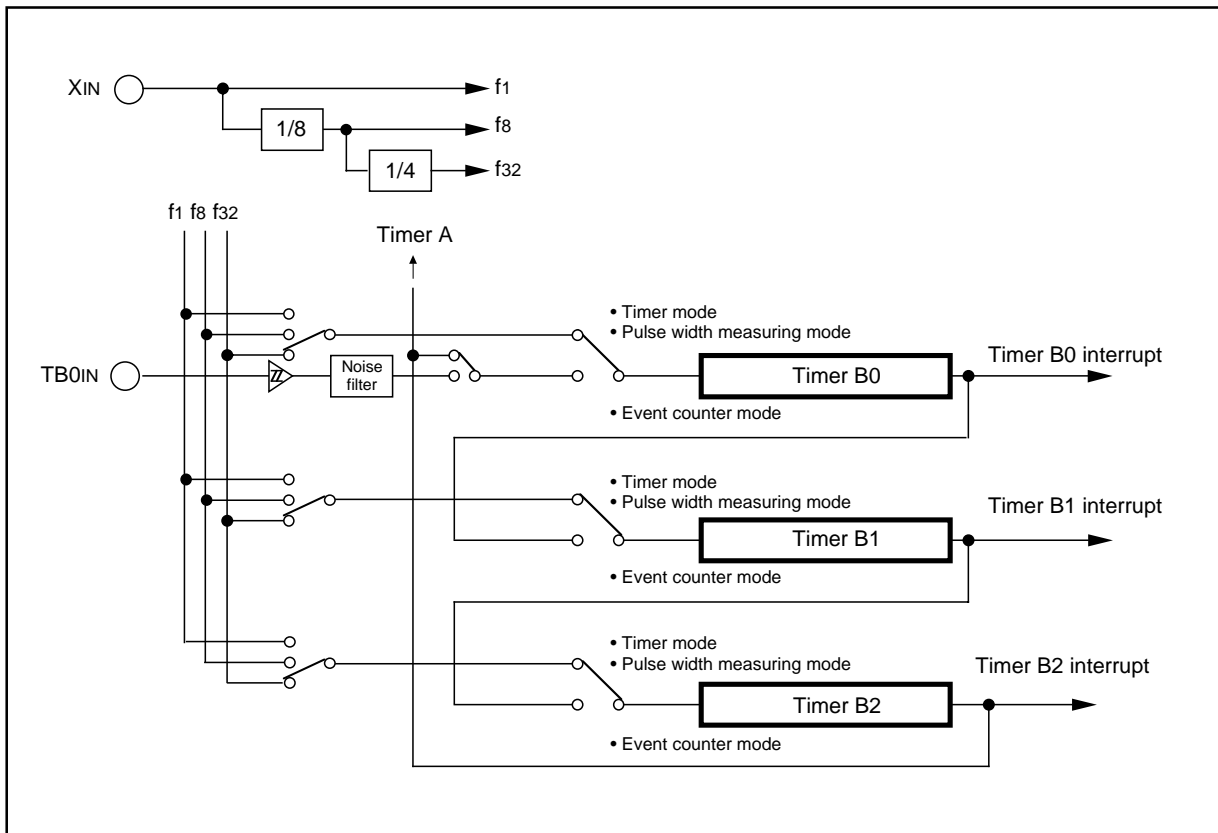 XIN
f1
1/8
f8
1/4
f32
f1 f8 f32
Timer A
• Timer mode
• Pulse width measuring mode
Timer B0 interrupt
TB0IN
Noise
filter
Timer B0
• Event counter mode
• Timer mode
• Pulse width measuring mode
Timer B1 interrupt
Timer B1
• Event counter mode
• Timer mode
• Pulse width measuring mode
Timer B2 interrupt
Timer B2
• Event counter mode